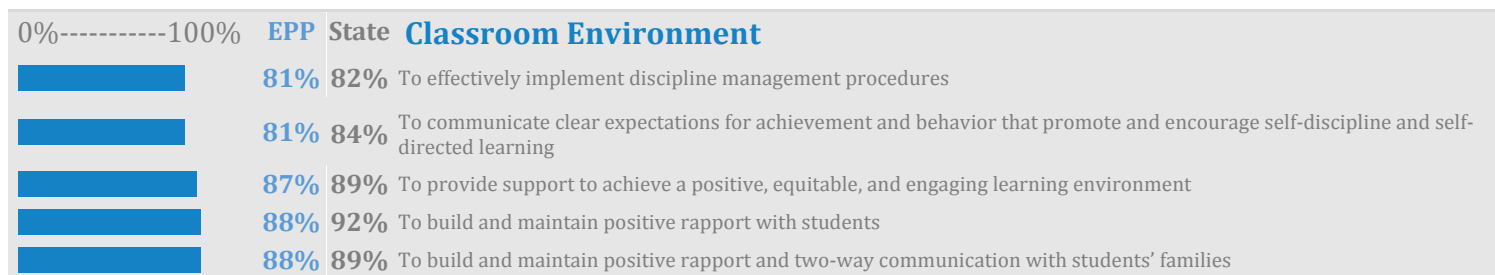 0%-----------100% EPP State Classroom Environment
81% 82% To effectively implement discipline management procedures
81% 84% To communicate clear expectations for achievement and behavior that promote and encourage self-discipline and self-
directed learning
87% 89% To provide support to achieve a positive, equitable, and engaging learning environment
88% 92% To build and maintain positive rapport with students
88% 89% To build and maintain positive rapport and two-way communication with students’ families